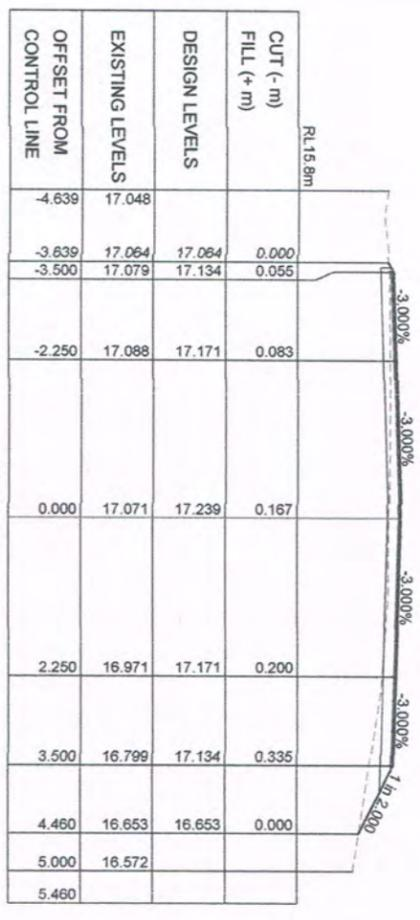 -3.000% -3.000% -3.000% -3.000% 1 in 2.000
RL15.8m
CUT (- m)
FILL (+ m)
0.000 0.055 0.083 0.167 0.200 0.335 0.000
DESIGN LEVELS
17.064 17.134 17.171 17.239 17.171 17.134 16.653
EXISTING LEVELS
17.048 17.064 17.079 17.088 17.071 16.971 16.799 16.653 16.572
OFFSET FROM
CONTROL LINE
-4.639 -3.639 -3.500 -2.250 0.000 2.250 3.500 4.460 5.000 5.460